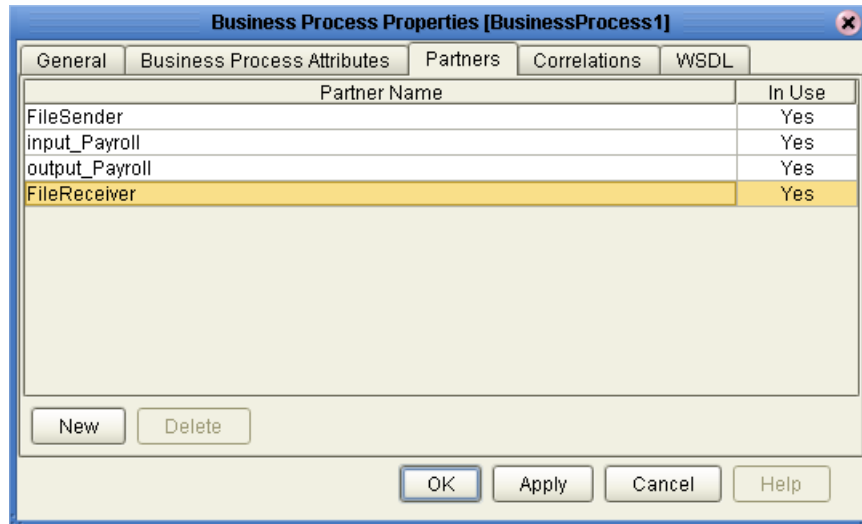 Business Process Properties [BusinessProcess1]
General Business Process Attributes Partners Correlations WSDL
Partner Name In Use
FileSender Yes
input_Payroll Yes
output_Payroll Yes
FileReceiver Yes
New Delete
OK Apply Cancel Help